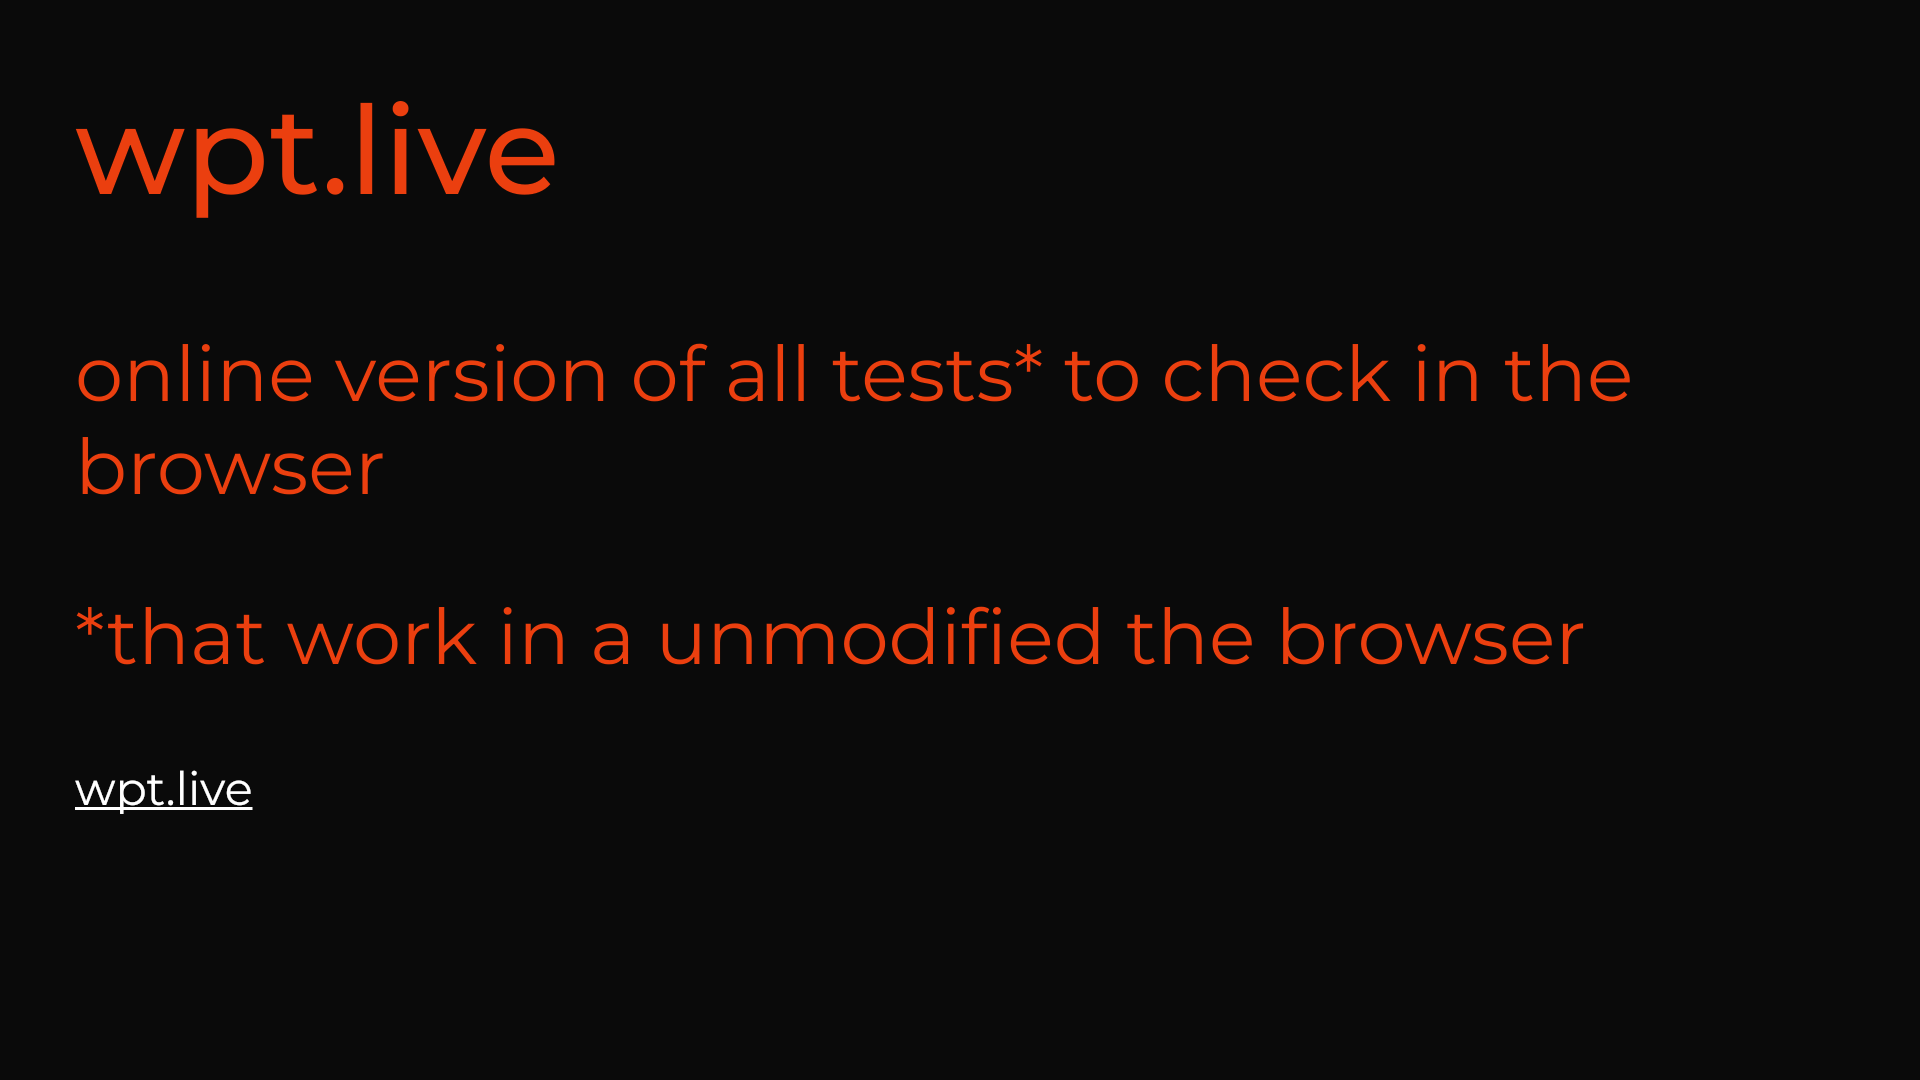 wpt.live
online version of all tests* to check in the
browser
*that work in a unmodified the browser
wpt.live